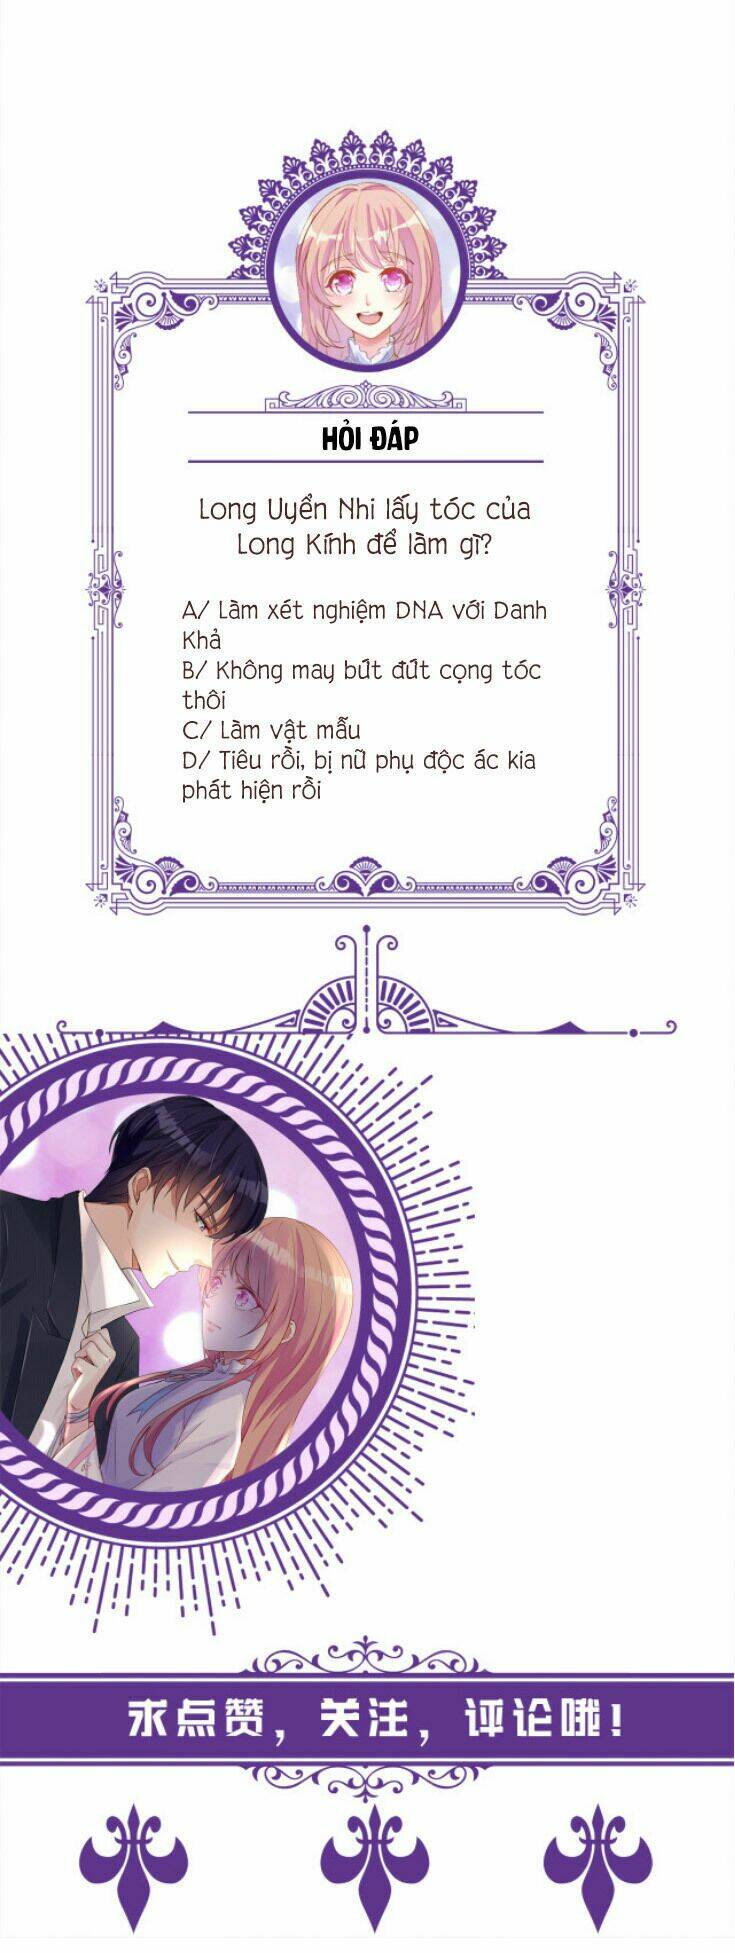 HỎI ĐÁP
Long Uyển Nhi lấy tóc của
Long Kính để làm gì?
A/ Làm xét nghiệm DNA với Danh
Khả
B/ Không may bứt đứt cọng tóc
thôi
C/ Làm vật mẫu
D/ Tiêu rồi, bị nữ phụ độc ác kia
phát hiện rồi
求点赞，关注，评论哦！